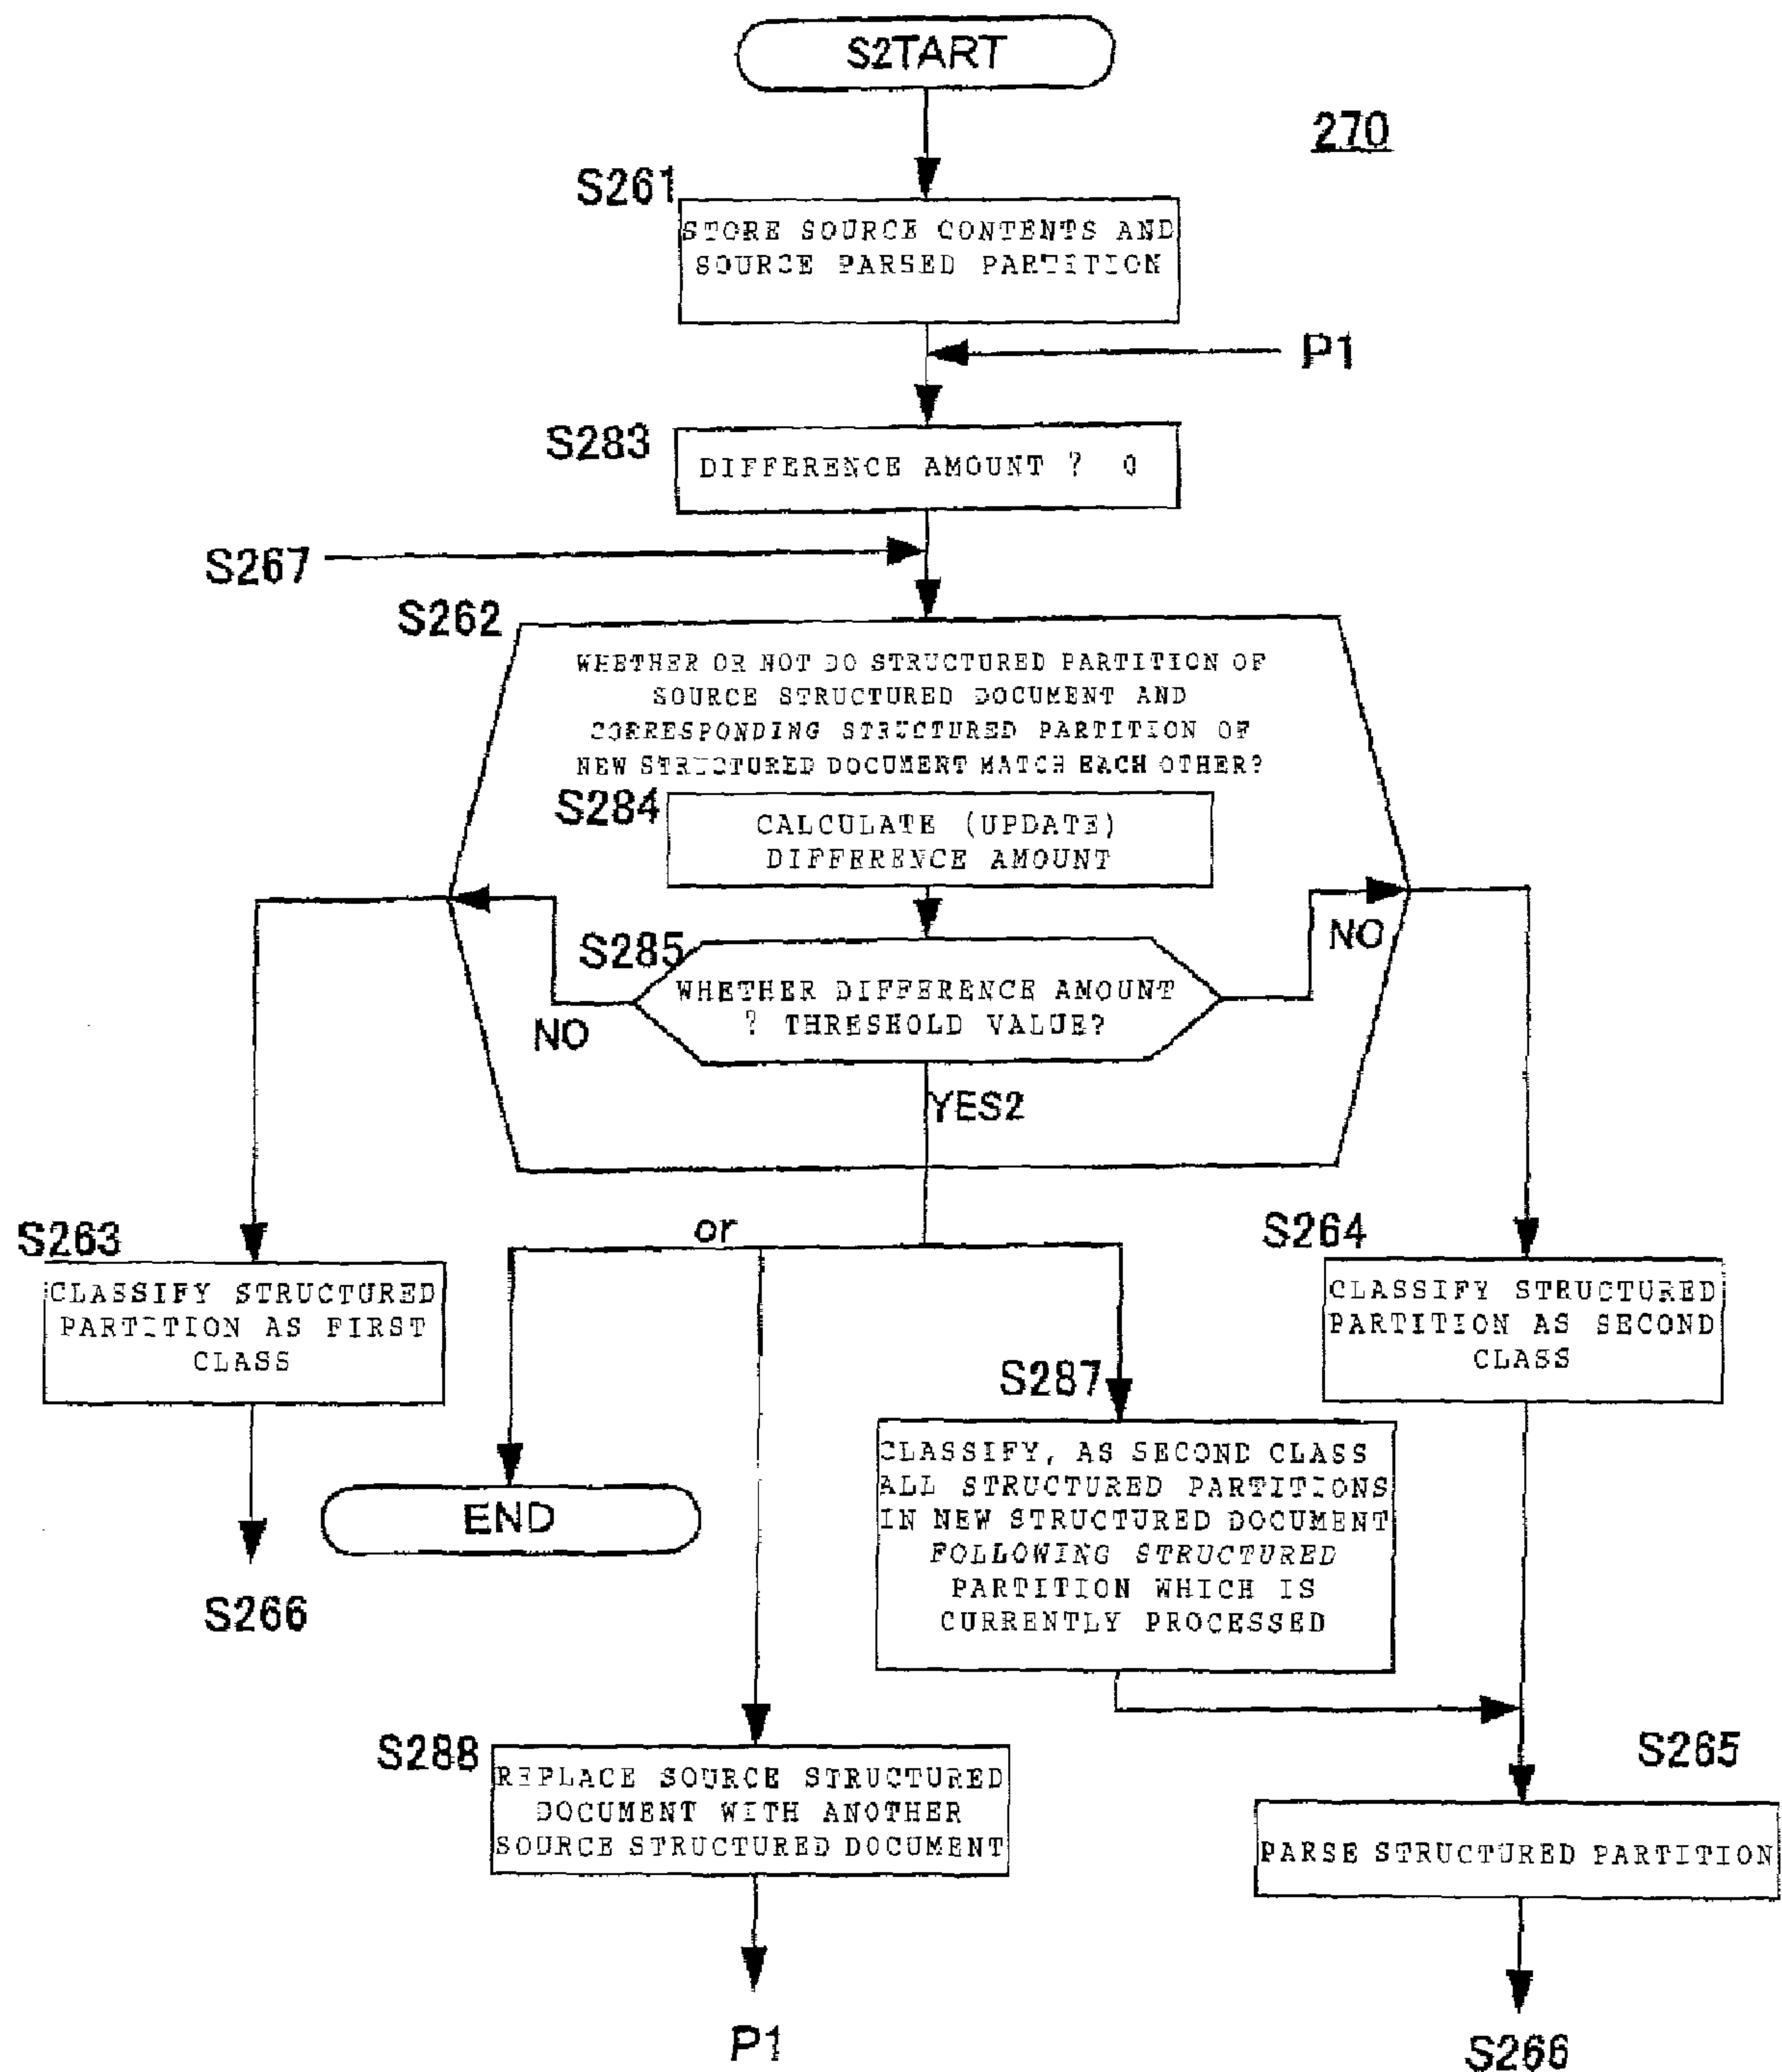 S2TART
270
S261
STORE SOURCE CONTENTS AND
SOURCE PARSED PARTITION
P1
S283
DIFFERENCE AMOUNT ? 0
S267
S262
WHETHER OR NOT DO STRUCTURED PARTITION OF
SOURCE STRUCTURED DOCUMENT AND
CORRESPONDING STRUCTURED PARTITION OF
NEW STRUCTURED DOCUMENT MATCH EACH OTHER?
S284
CALCULATE (UPDATE)
DIFFERENCE AMOUNT
NO
S285
WHETHER DIFFERENCE AMOUNT
? THRESHOLD VALUE?
NO
YES2
or
S263
CLASSIFY STRUCTURED
PARTITION AS FIRST
CLASS
S264
CLASSIFY STRUCTURED
PARTITION AS SECOND
CLASS
S287
CLASSIFY, AS SECOND CLASS
ALL STRUCTURED PARTITIONS
IN NEW STRUCTURED DOCUMENT
FOLLOWING STRUCTURED
PARTITION WHICH IS
CURRENTLY PROCESSED
END
S266
S288
REPLACE SOURCE STRUCTURED
DOCUMENT WITH ANOTHER
SOURCE STRUCTURED DOCUMENT
S265
PARSE STRUCTURED PARTITION
P1
S266